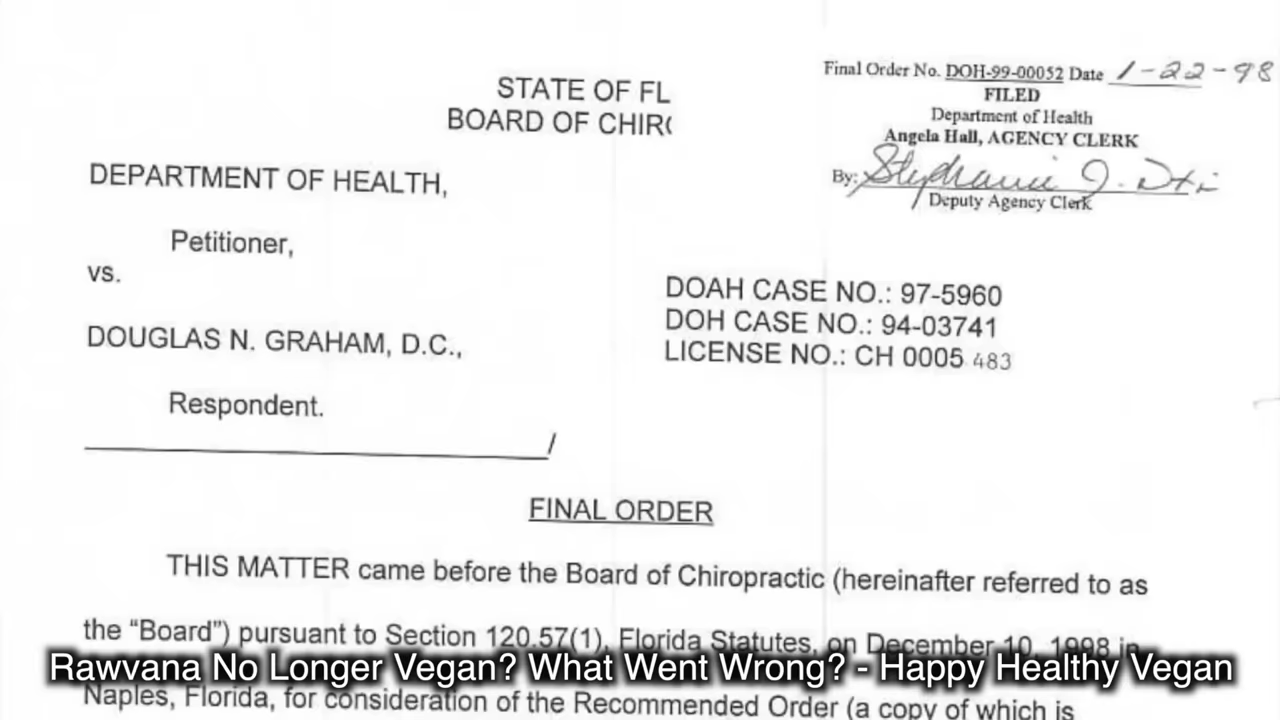 Final Order No. DOH-99-00052 Date 1-22-98
FILED
Department of Health
Angela Hall, AGENCY CLERK
By:
Deputy Agency Clerk
STATE OF FL
BOARD OF CHIR
DEPARTMENT OF HEALTH,
Petitioner,
vs.
DOUGLAS N. GRAHAM, D.C.,
Respondent.
/
DOAH CASE NO.: 97-5960
DOH CASE NO.: 94-03741
LICENSE NO.: CH 0005 483
FINAL ORDER
THIS MATTER came before the Board of Chiropractic (hereinafter referred to as
the “Board”) pursuant to Section 120.57(1), Florida Statutes, on December 10, 1998 in
Rawvana No Longer Vegan? What Went Wrong? - Happy Healthy Vegan
Naples, Florida, for consideration of the Recommended Order (a copy of which is